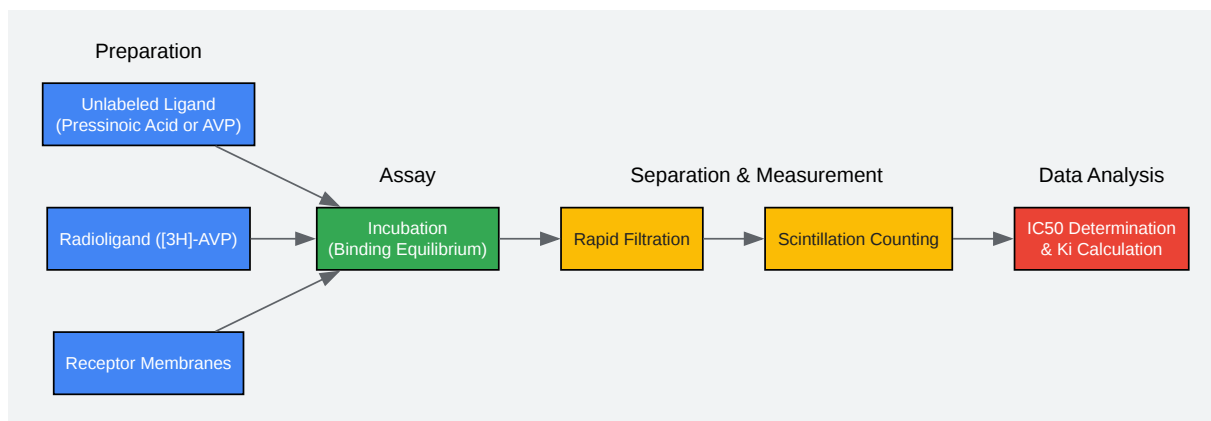 Preparation
Unlabeled Ligand
(Pressinoic Acid or AVP)
Radioligand ([3H]-AVP)
Receptor Membranes
Assay
Incubation
(Binding Equilibrium)
Separation & Measurement
Rapid Filtration
Scintillation Counting
Data Analysis
IC50 Determination
& Ki Calculation